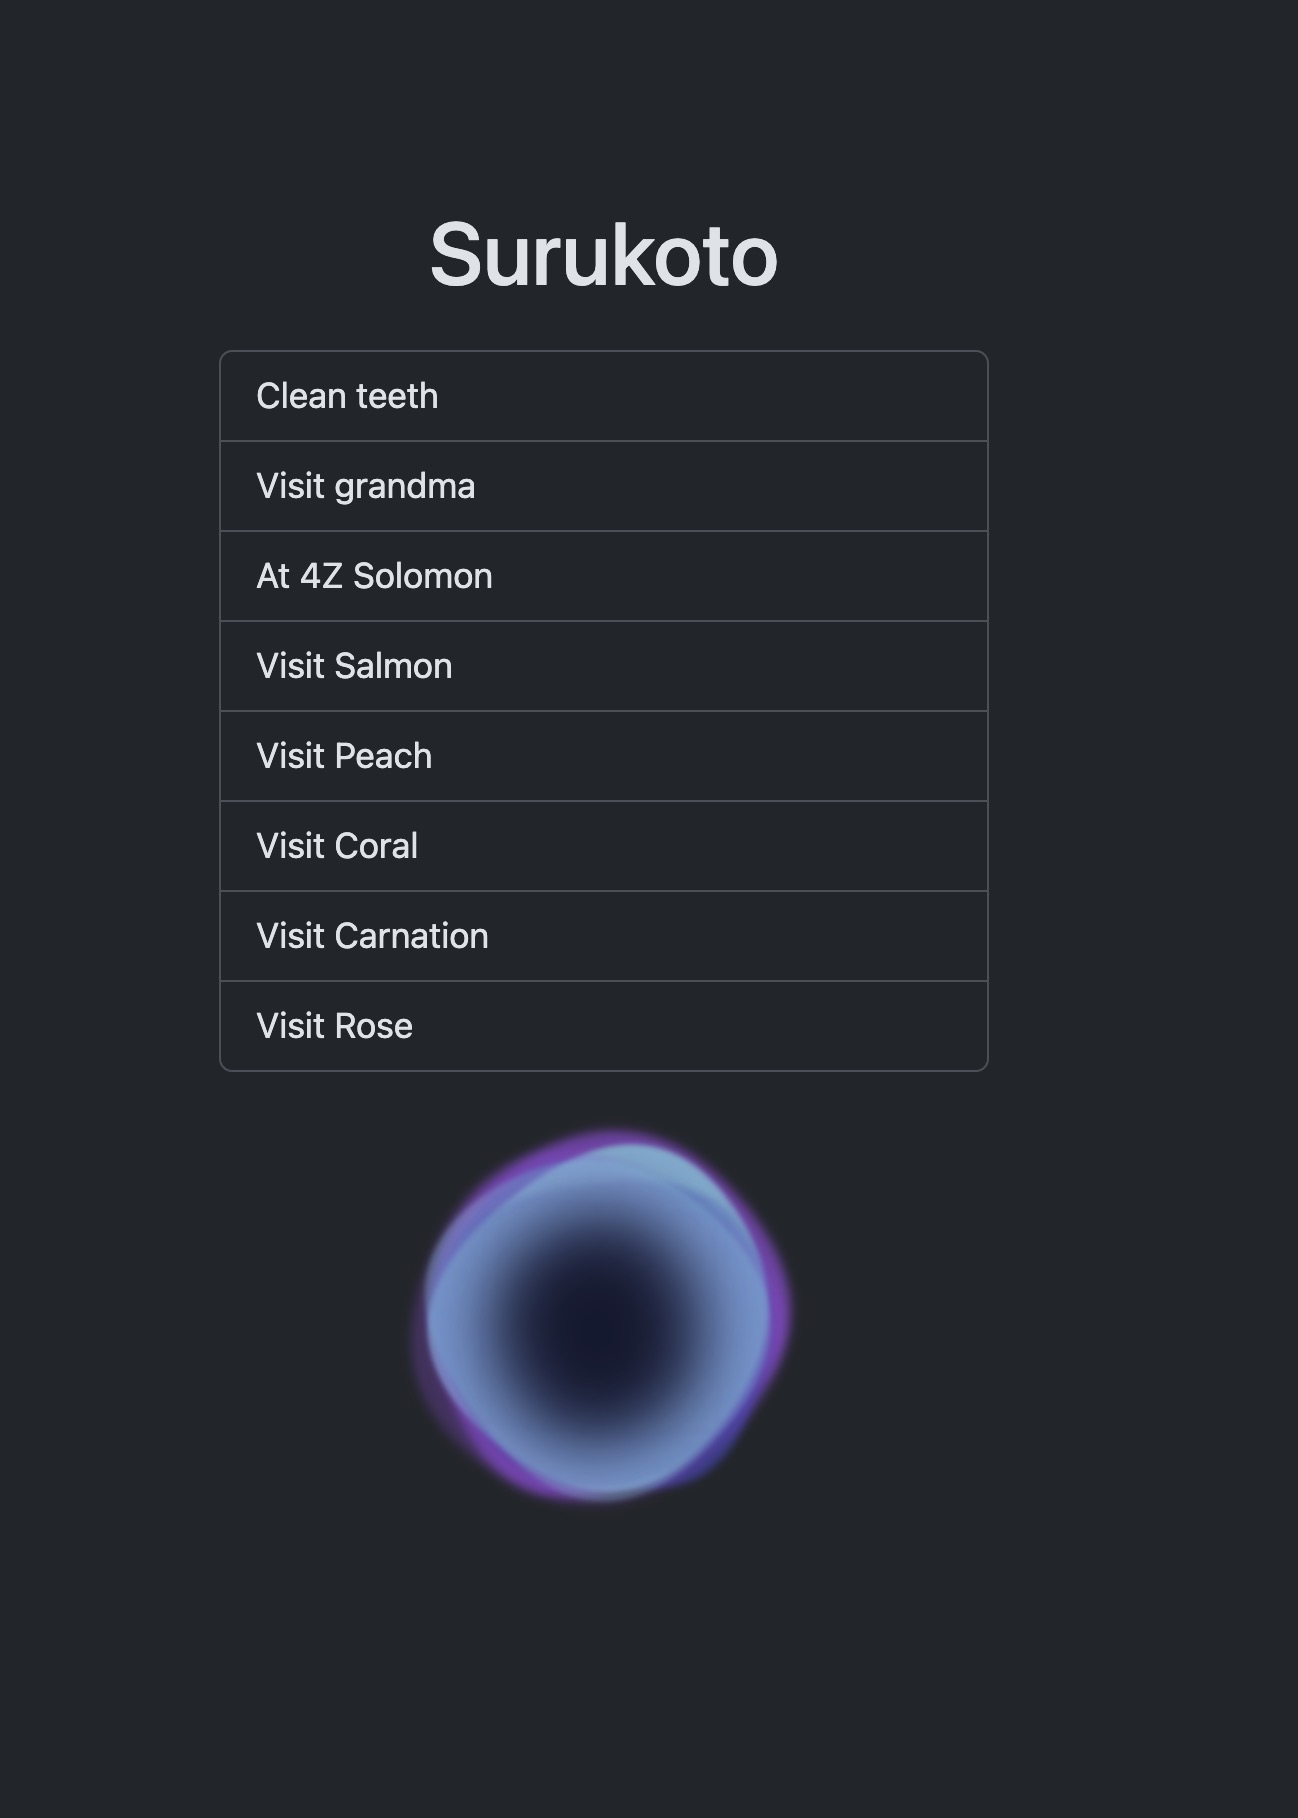 Surukoto
Clean teeth
Visit grandma
At 4Z Solomon
Visit Salmon
Visit Peach
Visit Coral
Visit Carnation
Visit Rose